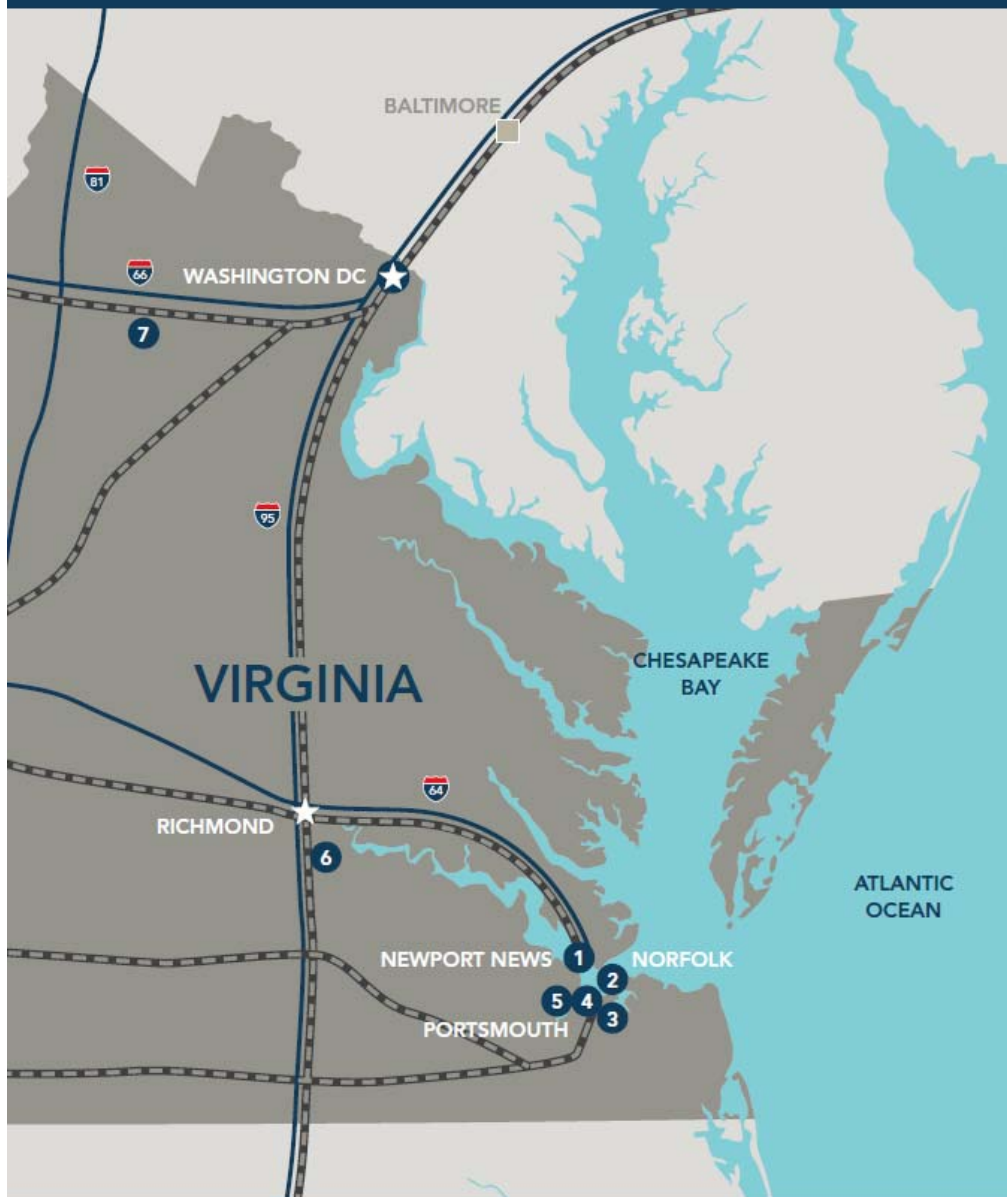 BALTIMORE
81
66
WASHINGTON DC
7
95
VIRGINIA
CHESAPEAKE
BAY
64
RICHMOND
6
ATLANTIC
OCEAN
NEWPORT NEWS
1
NORFOLK
2
5
4
3
PORTSMOUTH